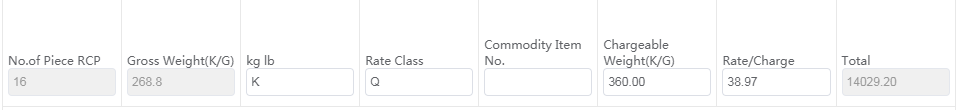 No.of Piece RCP
16
Gross Weight(K/G)
268.8
kg lb
K
Rate Class
Q
Commodity Item
No.
Chargeable
Weight(K/G)
360.00
Rate/Charge
38.97
Total
14029.20